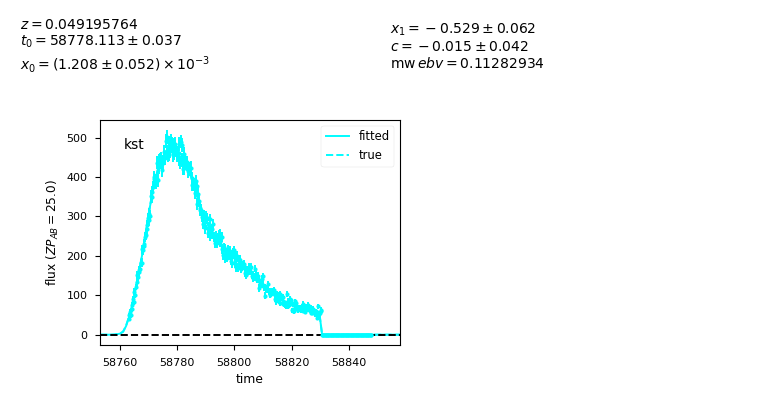 z = 0.049195764
t₀ = 58778.113 ± 0.037
x₀ = (1.208 ± 0.052) × 10⁻³
x₁ = −0.529 ± 0.062
c = −0.015 ± 0.042
mw ebv = 0.11282934
kst
fitted
true
500
400
300
200
100
0
flux (ZP_AB = 25.0)
58760 58780 58800 58820 58840
time